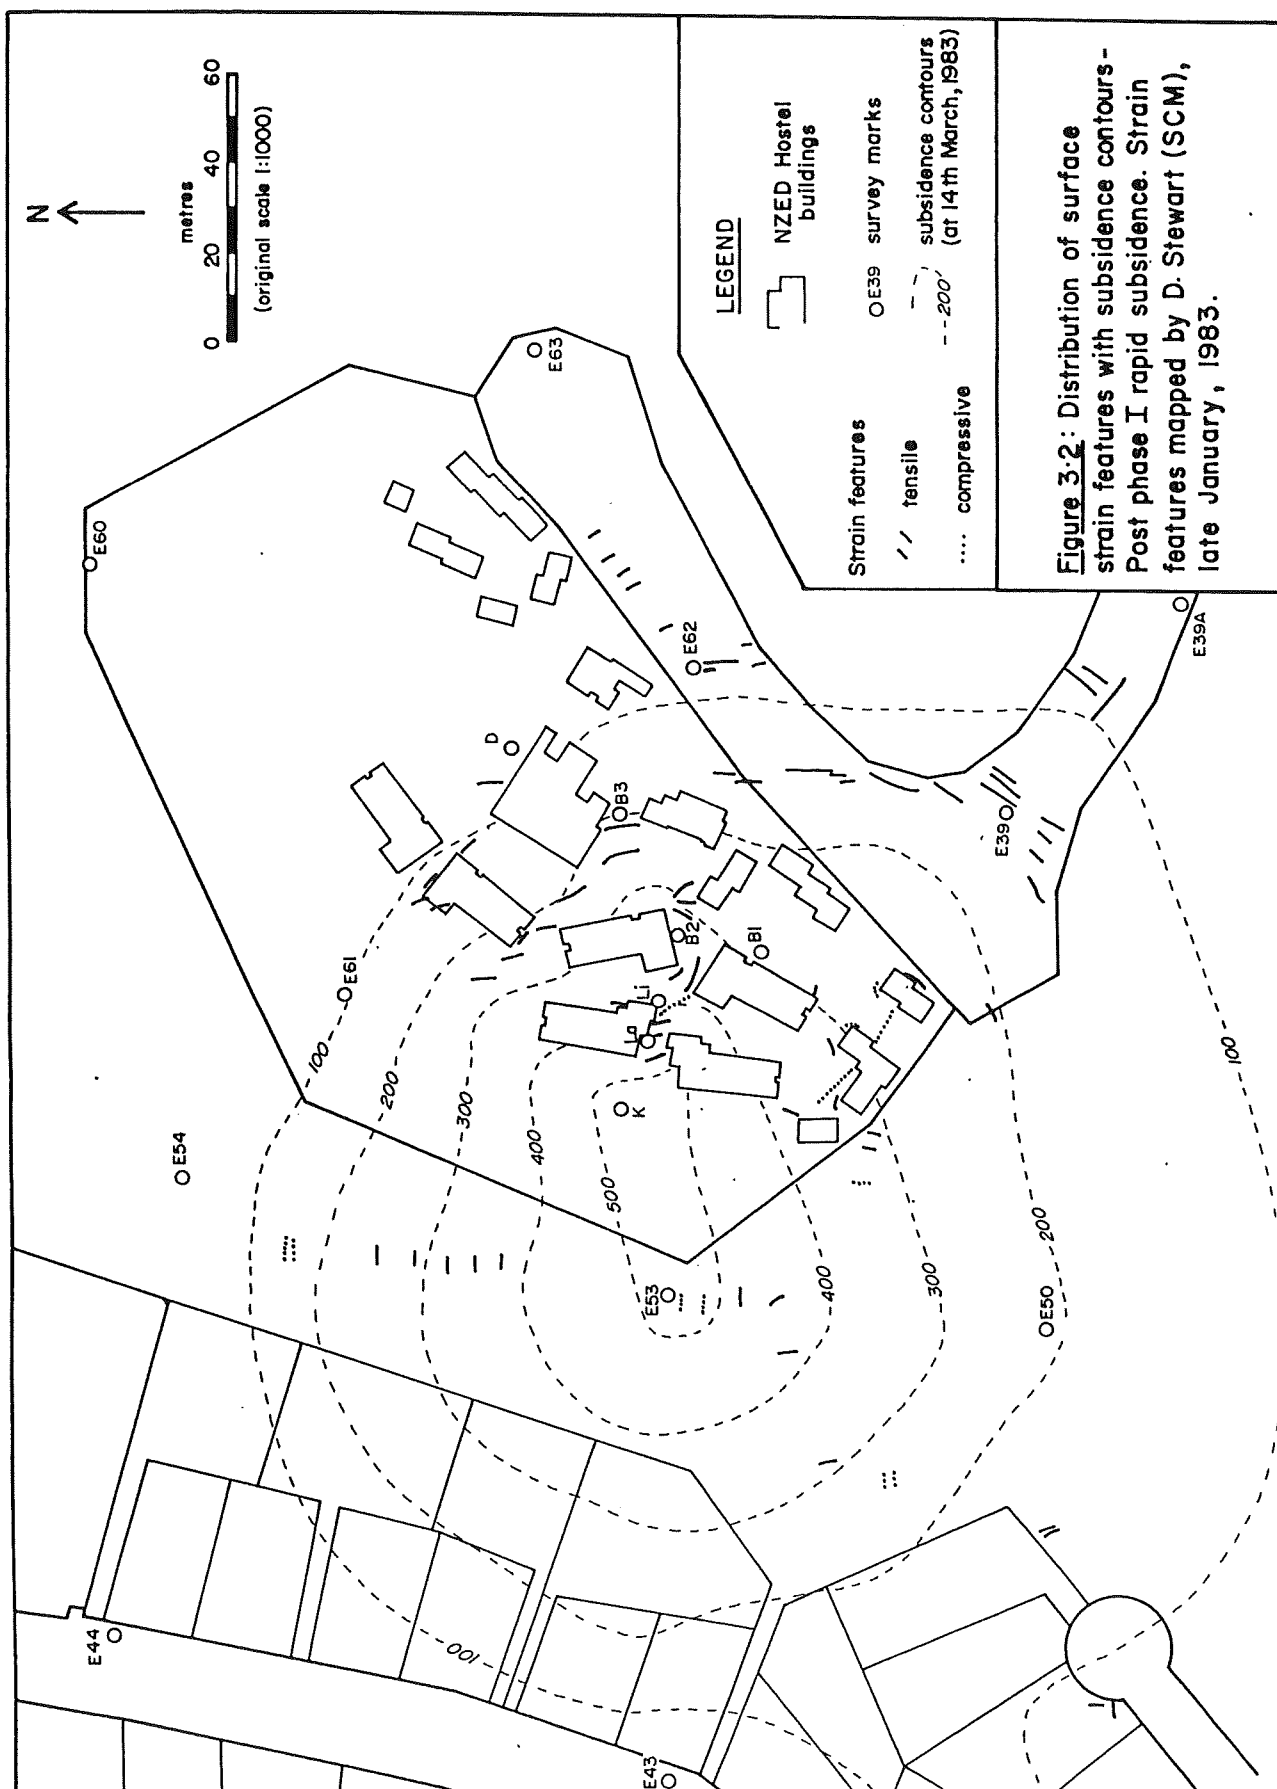 N
metres
0 20 40 60
(original scale 1:1000)
LEGEND
NZED Hostel
buildings
Strain features
OE39 survey marks
tensile
--200' subsidence contours
(at 14th March, 1983)
.... compressive
Figure 3·2: Distribution of surface
strain features with subsidence contours-
Post phase I rapid subsidence. Strain
features mapped by D. Stewart (SCM),
late January, 1983.
E44
E43
E54
E60
E61
E63
E62
E53
E50
E39
E39A
D
B3
B2
B1
Li
La
K
100
200
300
400
500
400
300
200
100
100